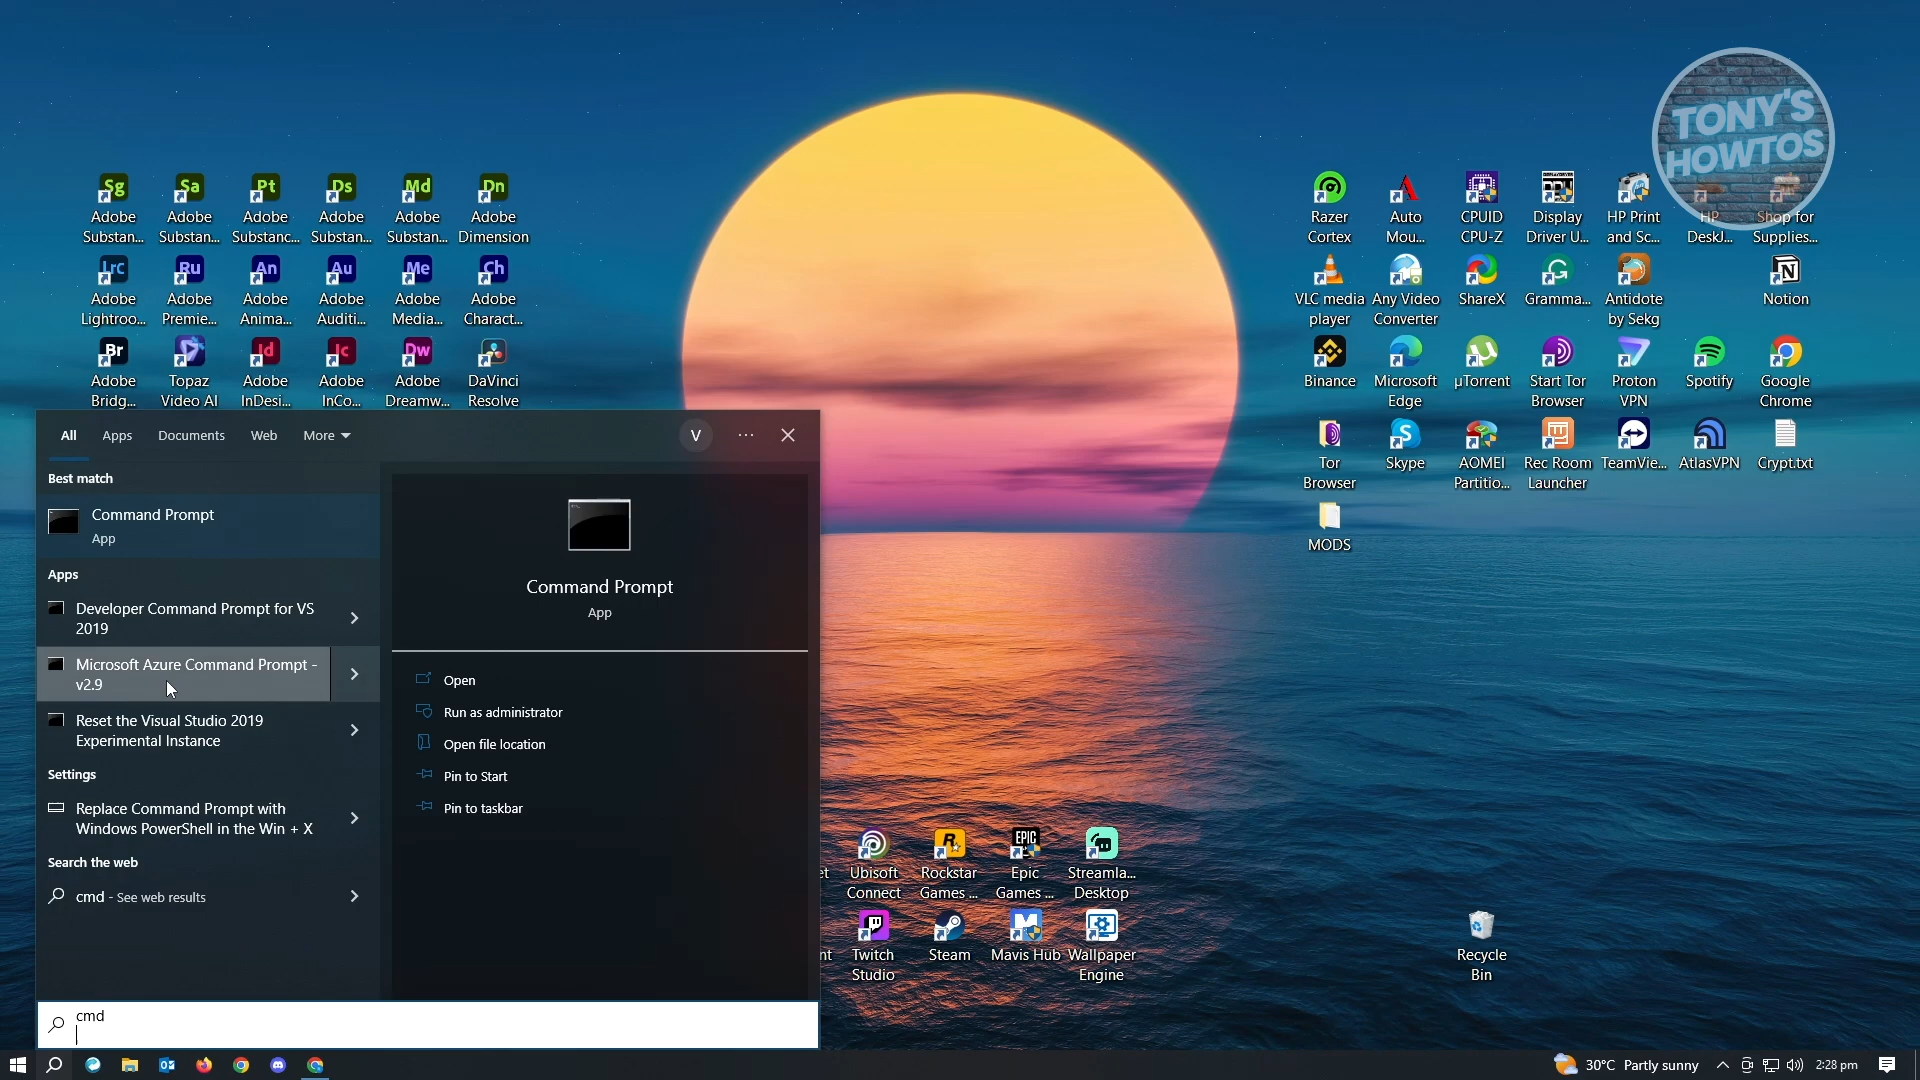 TONY'S
HOWTOS
Sg
Sa
Pt
Ds
Md
Dn
Adobe
Substan...
Adobe
Substan...
Adobe
Substanc...
Adobe
Substan...
Adobe
Substan...
Adobe
Dimension
Razer
Cortex
Auto
Mou...
CPUID
CPU-Z
Display
Driver U...
HP Print
and Sc...
HP
DeskJ...
Shop for
Supplies...
Lrc
Ru
An
Au
Me
Ch
Adobe
Lightroo...
Adobe
Premie...
Adobe
Anima...
Adobe
Auditi...
Adobe
Media...
Adobe
Charact...
VLC media
player
Any Video
Converter
ShareX
Gramma...
Antidote
by Sekg
Notion
Br
Id
Ic
Dw
Adobe
Bridg...
Topaz
Video AI
Adobe
InDesi...
Adobe
InCo...
Adobe
Dreamw...
DaVinci
Resolve
Binance
Microsoft
Edge
µTorrent
Start Tor
Browser
Proton
VPN
Spotify
Google
Chrome
Tor
Browser
Skype
AOMEI
Partitio...
Rec Room
Launcher
TeamVie...
AtlasVPN
Crypt.txt
MODS
All
Apps
Documents
Web
More
V
Best match
Command Prompt
App
Apps
Developer Command Prompt for VS
2019
Microsoft Azure Command Prompt -
v2.9
Reset the Visual Studio 2019
Experimental Instance
Settings
Replace Command Prompt with
Windows PowerShell in the Win + X
Search the web
cmd - See web results
Command Prompt
App
Open
Run as administrator
Open file location
Pin to Start
Pin to taskbar
et
Ubisoft
Connect
Rockstar
Games ...
EPIC
Epic
Games ...
Streamla...
Desktop
nt
Twitch
Studio
Steam
Mavis Hub
Wallpaper
Engine
Recycle
Bin
cmd
30°C Partly sunny
2:28 pm